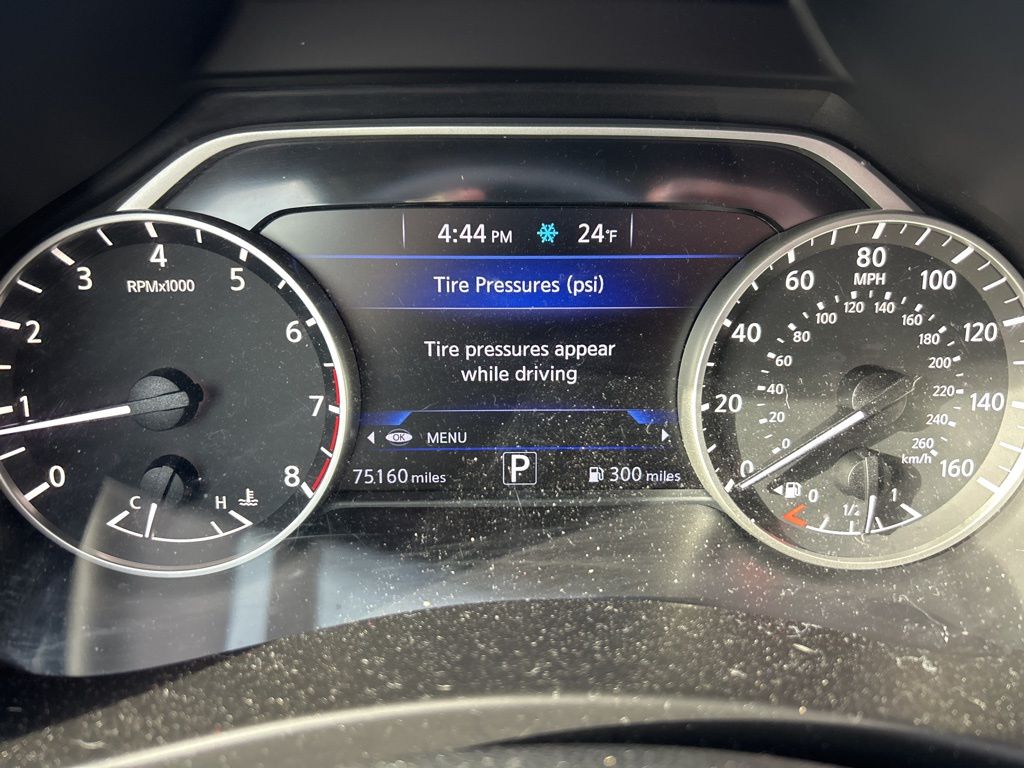 4:44 PM 24°F
Tire Pressures (psi)
Tire pressures appear
while driving
OK MENU
75160 miles P 300 miles
0 1 2 3 4 5 6 7 8
RPMx1000
C H
0 20 40 60 80 100 120 140 160
MPH
0 20 40 60 80 100 120 140 160 180 200 220 240 260
km/h
0 1/2 1